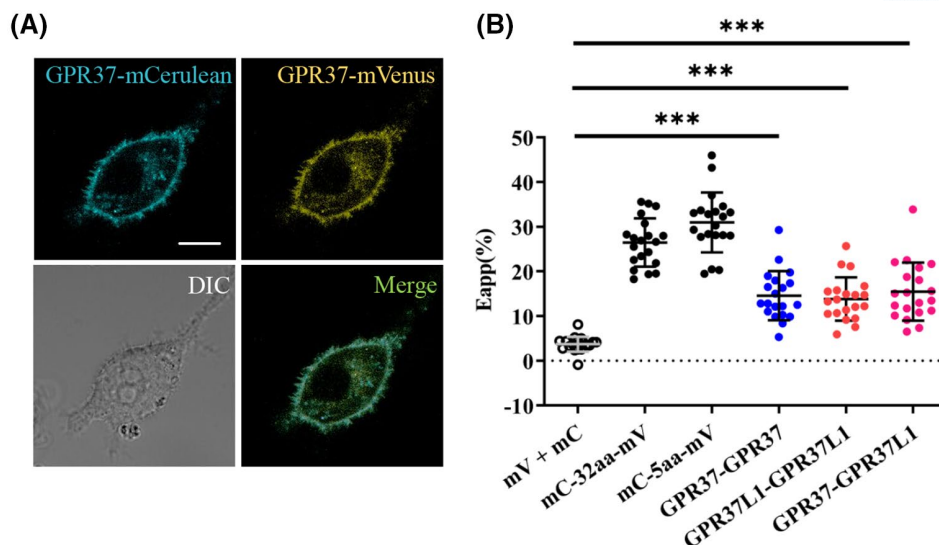 (A)
GPR37-mCerulean
GPR37-mVenus
DIC
Merge
(B)
***
***
***
Eapp(%)
50
40
30
20
10
0
-10
mV + mC
mC-32aa-mV
mC-5aa-mV
GPR37-GPR37
GPR37L1-GPR37L1
GPR37-GPR37L1